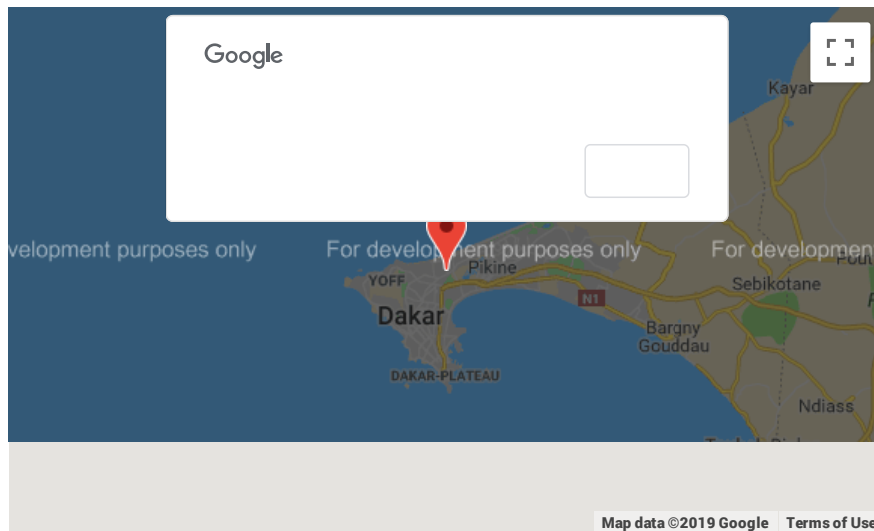 Google
Kayar
velopment purposes only
For development purposes only
For developmen
YOFF
Pikine
Sebikotane
N1
Dakar
Bargny
Gouddau
DAKAR-PLATEAU
Ndiass
Map data ©2019 Google
Terms of Use